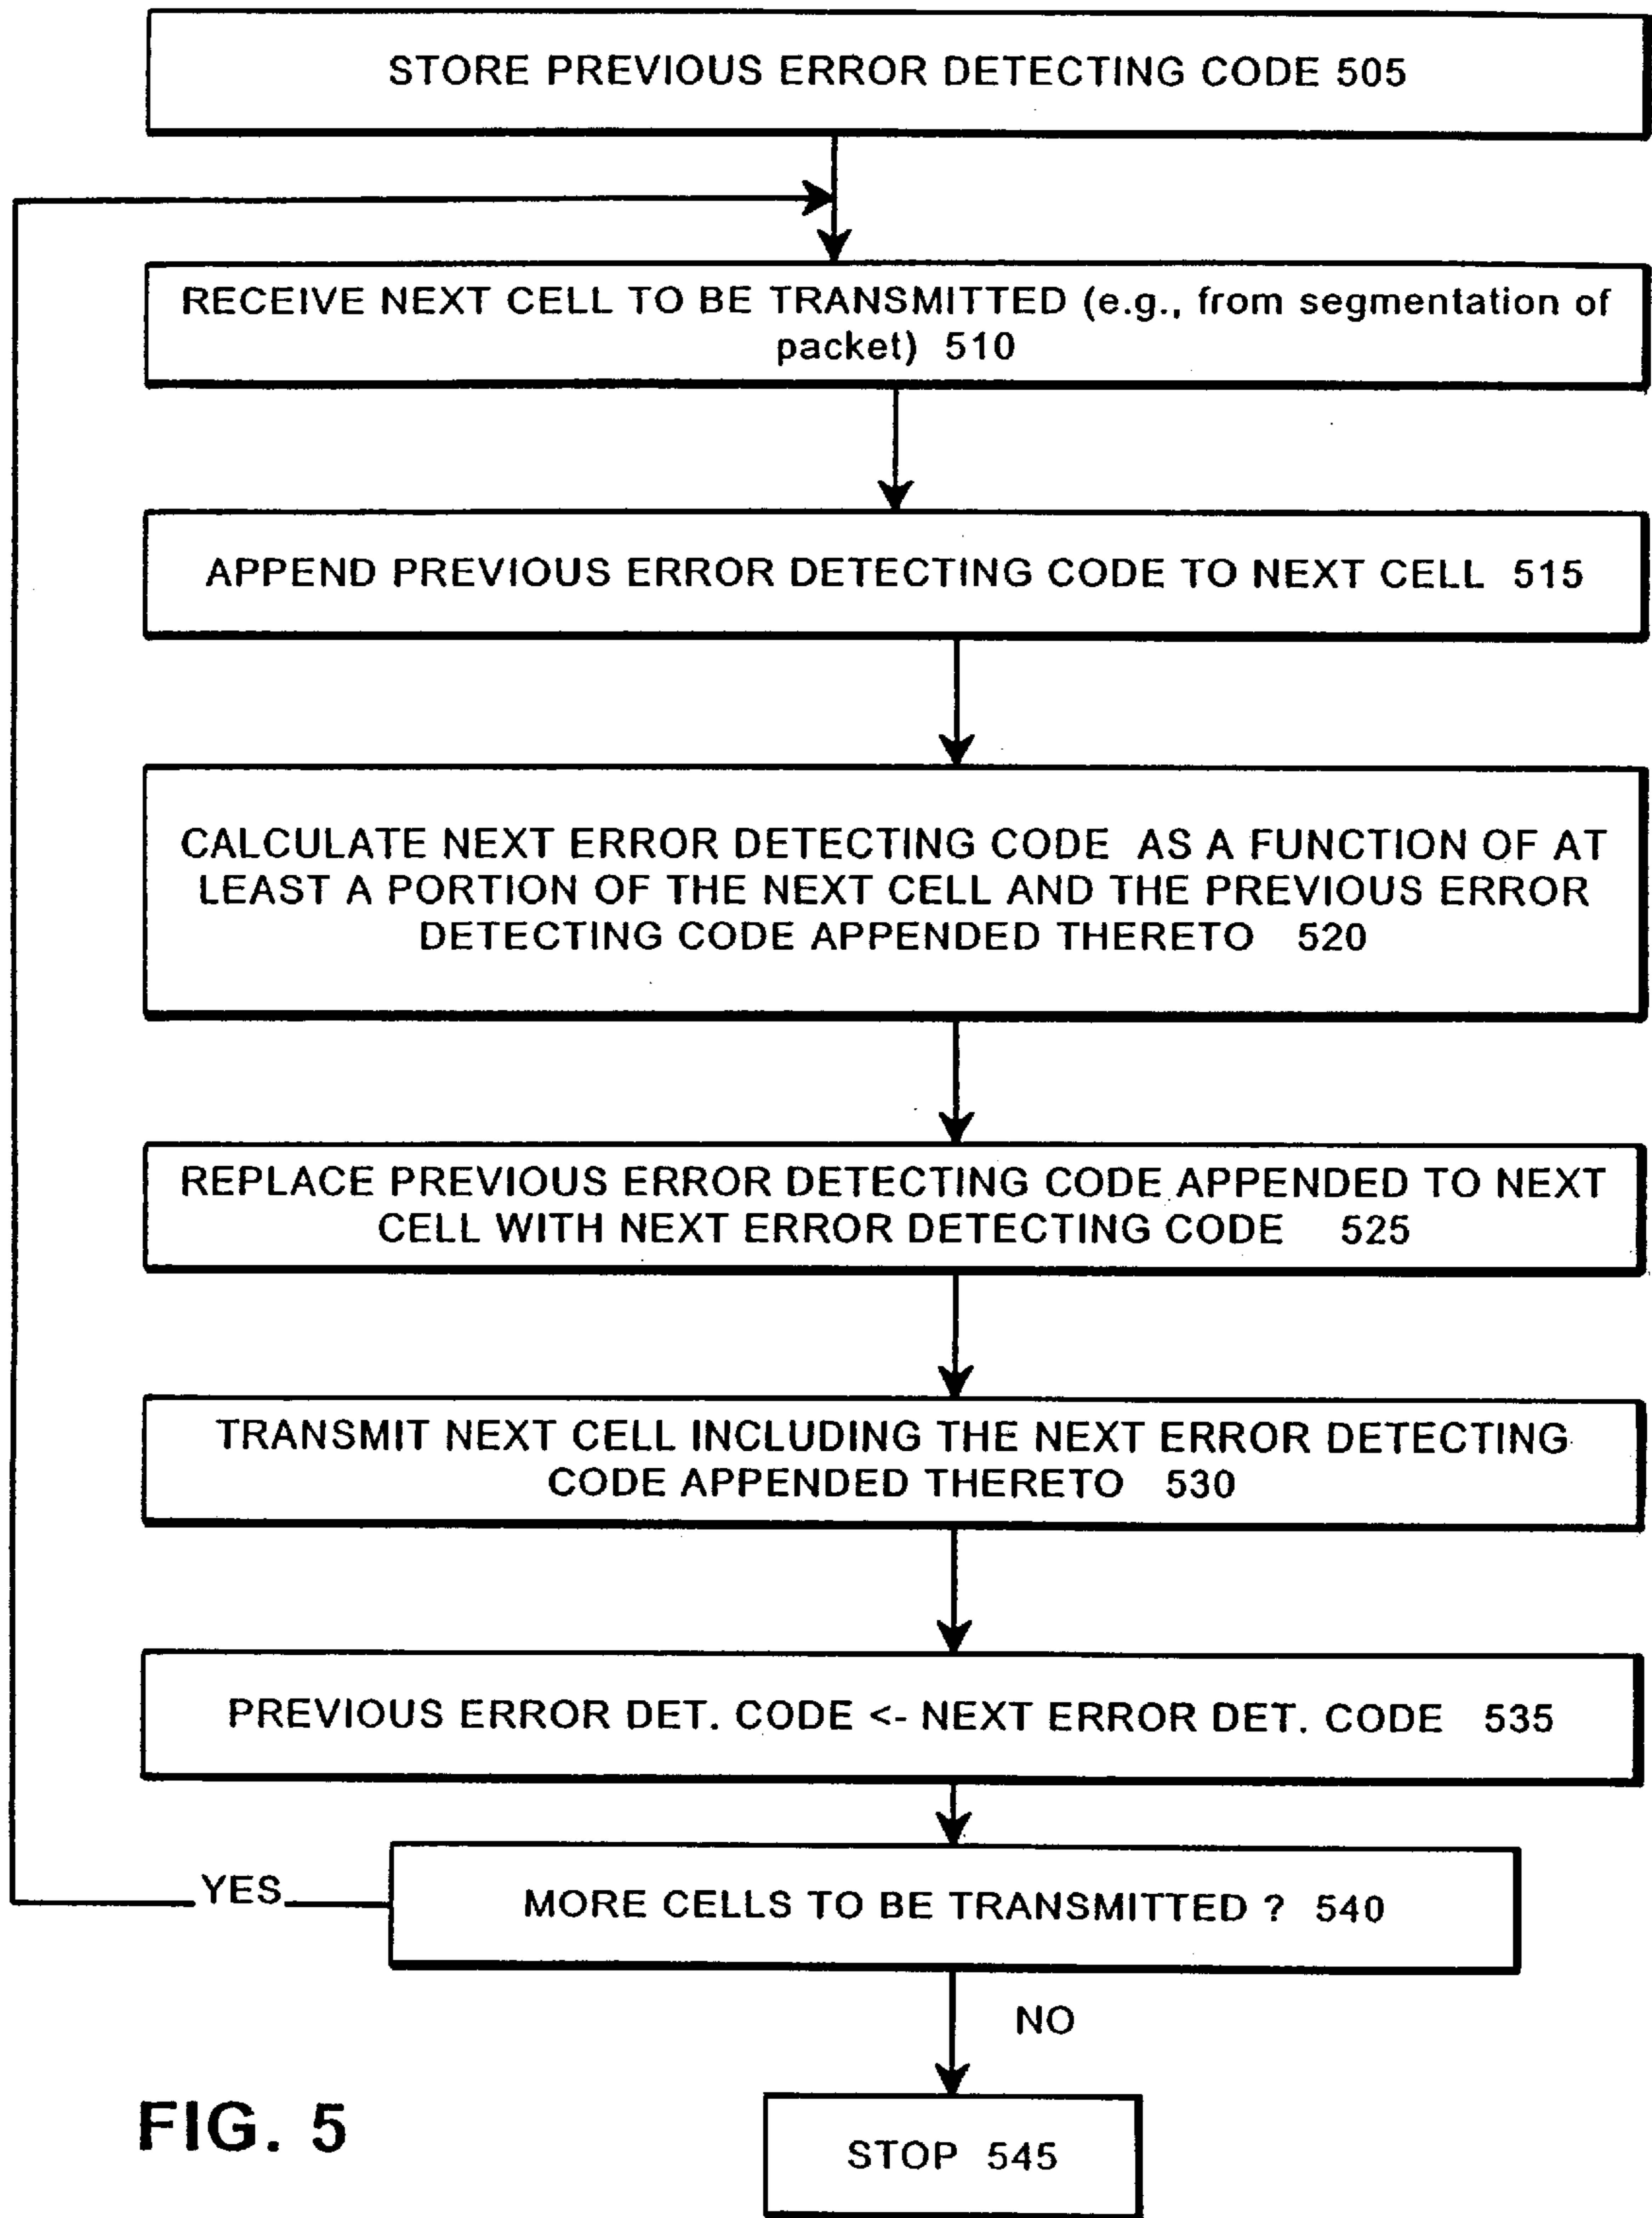 STORE PREVIOUS ERROR DETECTING CODE 505
RECEIVE NEXT CELL TO BE TRANSMITTED (e.g., from segmentation of
packet) 510
APPEND PREVIOUS ERROR DETECTING CODE TO NEXT CELL 515
CALCULATE NEXT ERROR DETECTING CODE AS A FUNCTION OF AT
LEAST A PORTION OF THE NEXT CELL AND THE PREVIOUS ERROR
DETECTING CODE APPENDED THERETO 520
REPLACE PREVIOUS ERROR DETECTING CODE APPENDED TO NEXT
CELL WITH NEXT ERROR DETECTING CODE 525
TRANSMIT NEXT CELL INCLUDING THE NEXT ERROR DETECTING
CODE APPENDED THERETO 530
PREVIOUS ERROR DET. CODE <- NEXT ERROR DET. CODE 535
YES
MORE CELLS TO BE TRANSMITTED ? 540
NO
STOP 545
FIG. 5